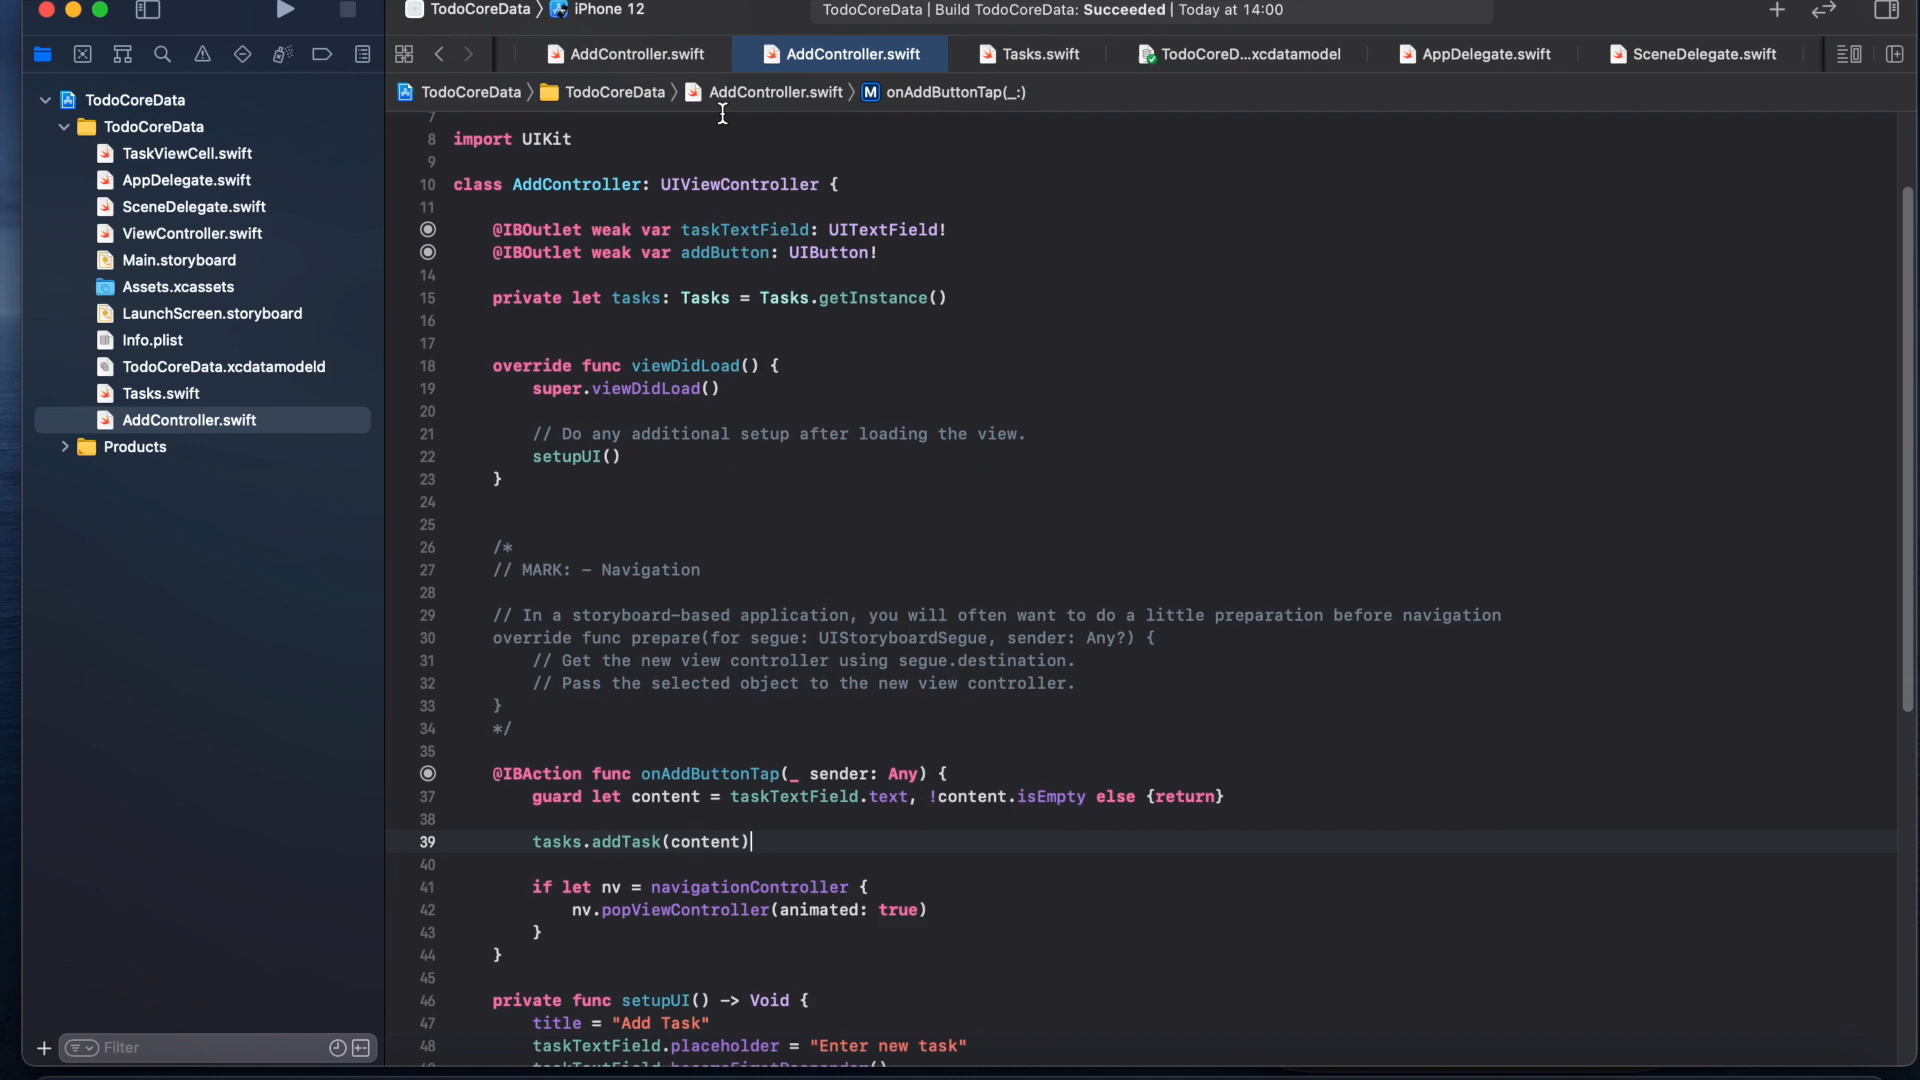 TodoCoreData 〉 iPhone 12
TodoCoreData | Build TodoCoreData: Succeeded | Today at 14:00
AddController.swift
AddController.swift
Tasks.swift
TodoCoreD...xcdatamodel
AppDelegate.swift
SceneDelegate.swift
TodoCoreData 〉 TodoCoreData 〉 AddController.swift 〉 M onAddButtonTap(_:)
TodoCoreData
TodoCoreData
TaskViewCell.swift
AppDelegate.swift
SceneDelegate.swift
ViewController.swift
Main.storyboard
Assets.xcassets
LaunchScreen.storyboard
Info.plist
TodoCoreData.xcdatamodeld
Tasks.swift
AddController.swift
Products
Filter
7
8 import UIKit
9
10 class AddController: UIViewController {
11
@IBOutlet weak var taskTextField: UITextField!
@IBOutlet weak var addButton: UIButton!
14
15 private let tasks: Tasks = Tasks.getInstance()
16
17
18 override func viewDidLoad() {
19 super.viewDidLoad()
20
21 // Do any additional setup after loading the view.
22 setupUI()
23 }
24
25
26 /*
27 // MARK: - Navigation
28
29 // In a storyboard-based application, you will often want to do a little preparation before navigation
30 override func prepare(for segue: UIStoryboardSegue, sender: Any?) {
31 // Get the new view controller using segue.destination.
32 // Pass the selected object to the new view controller.
33 }
34 */
35
@IBAction func onAddButtonTap(_ sender: Any) {
37 guard let content = taskTextField.text, !content.isEmpty else {return}
38
39 tasks.addTask(content)
40
41 if let nv = navigationController {
42 nv.popViewController(animated: true)
43 }
44 }
45
46 private func setupUI() -> Void {
47 title = "Add Task"
48 taskTextField.placeholder = "Enter new task"
taskTextField.becomeFirstResponder()